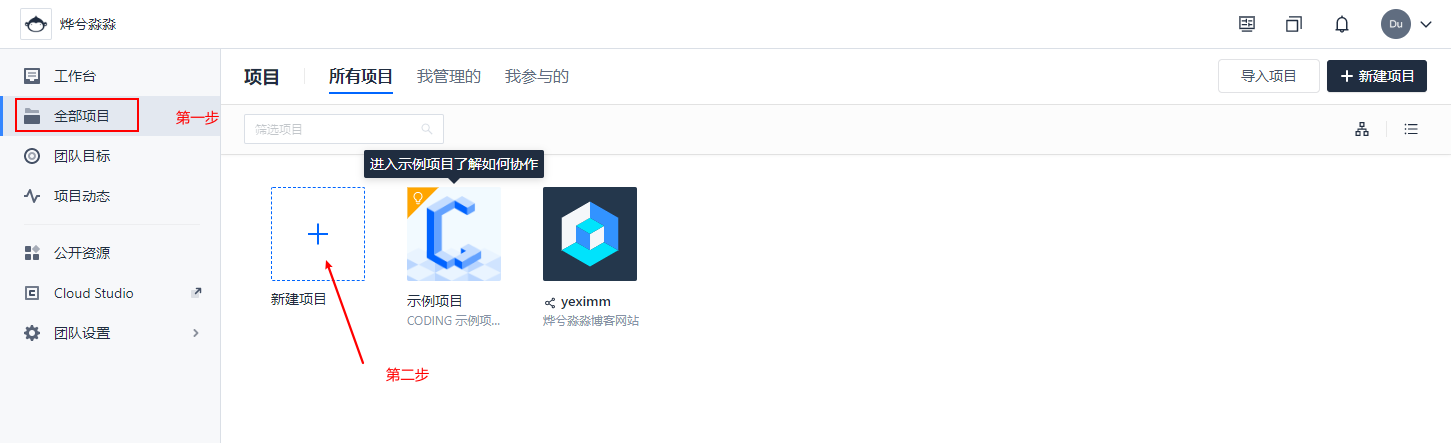 烨兮淼淼
Du
工作台
全部项目
第一步
团队目标
项目动态
公开资源
Cloud Studio
团队设置
项目
所有项目
我管理的
我参与的
导入项目
新建项目
筛选项目
进入示例项目了解如何协作
新建项目
示例项目
CODING 示例项...
yeximm
烨兮淼淼博客网站
第二步